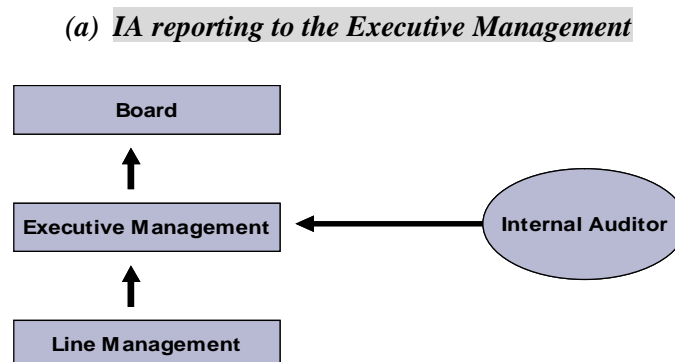 (a) IA reporting to the Executive Management
Board
Executive Management
Internal Auditor
Line Management